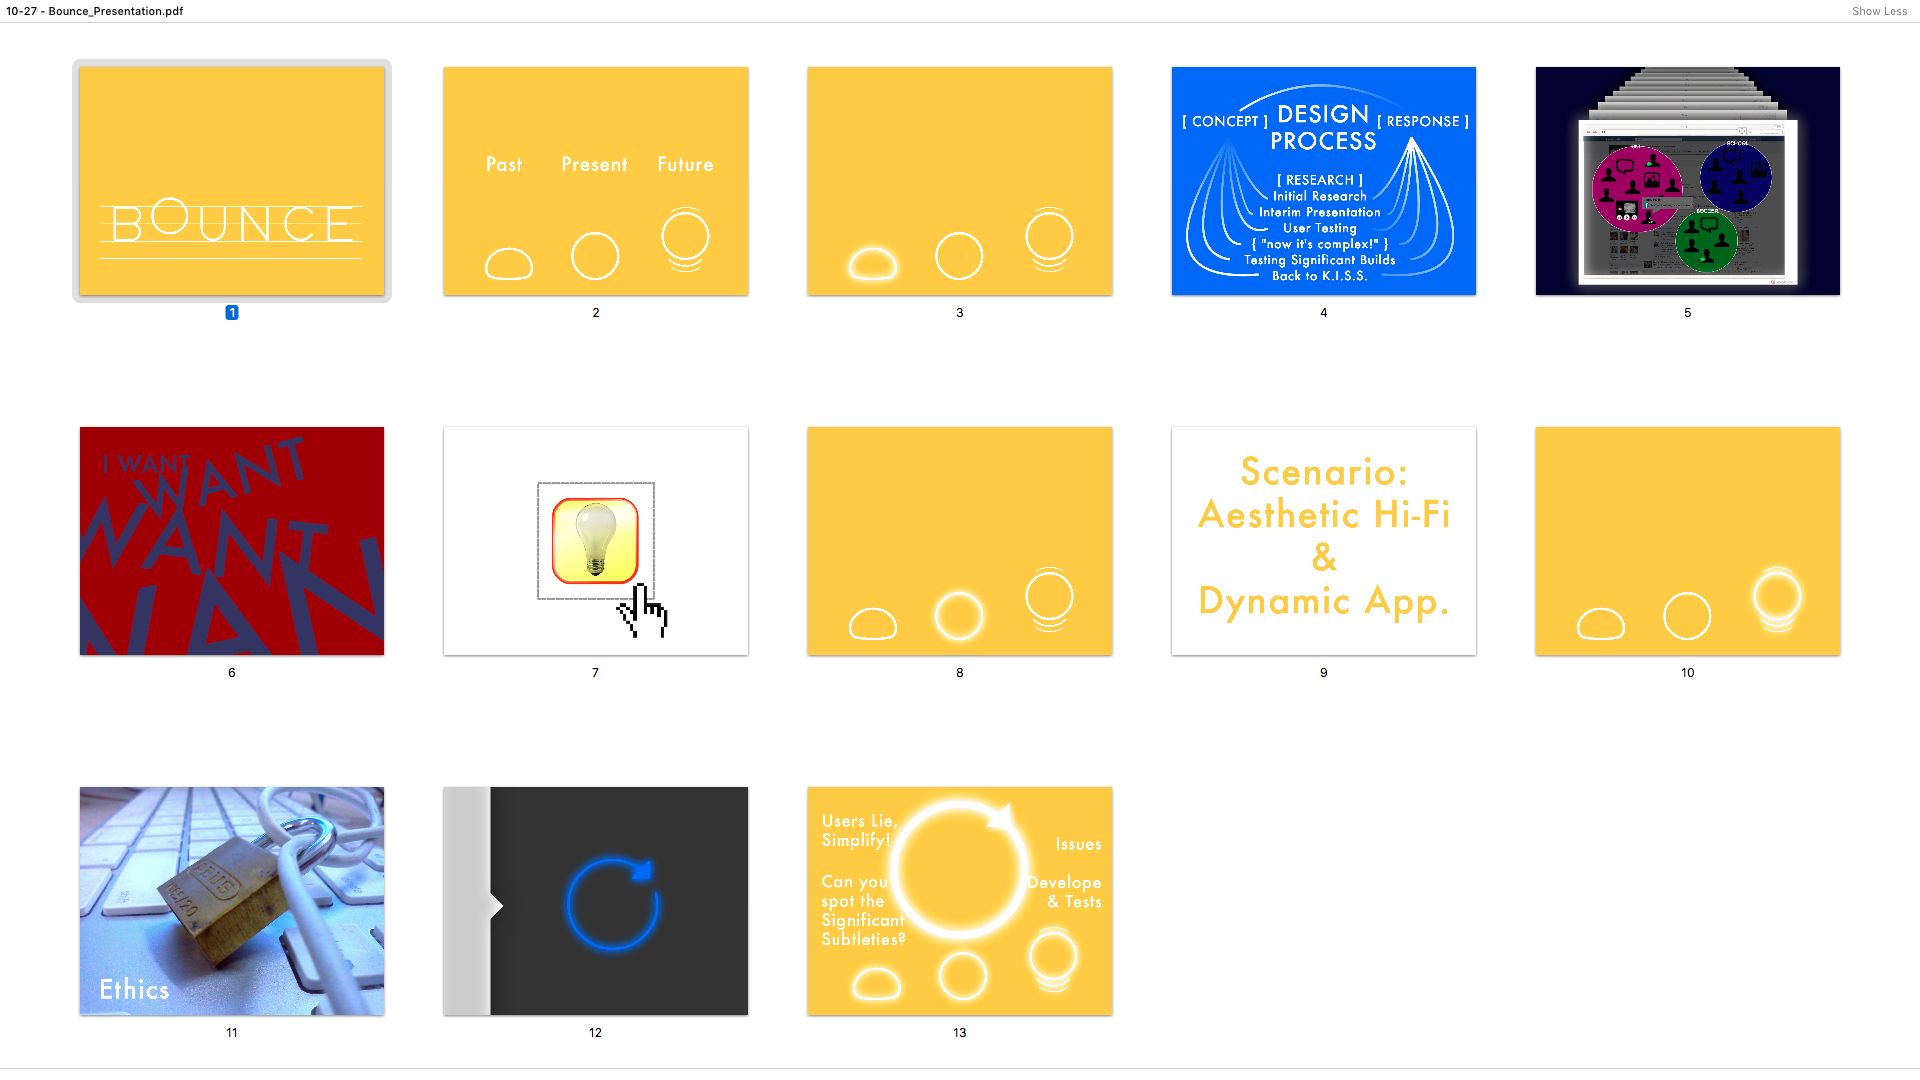 10-27 - Bounce_Presentation.pdf
Show Less
BOUNCE
1
Past Present Future
2
3
[ CONCEPT ] DESIGN [ RESPONSE ]
PROCESS
[ RESEARCH ]
Initial Research
Interim Presentation
User Testing
{ "now it's complex!" }
Testing Significant Builds
Back to K.I.S.S.
4
SCHOOL
SOCCER
5
I WANT
WANT
WANT
WANT
6
7
8
Scenario:
Aesthetic Hi-Fi
&
Dynamic App.
9
10
Ethics
11
12
Users Lie,
Simplify!
Can you
spot the
Significant
Subtleties?
Issues
Develope
& Tests
13